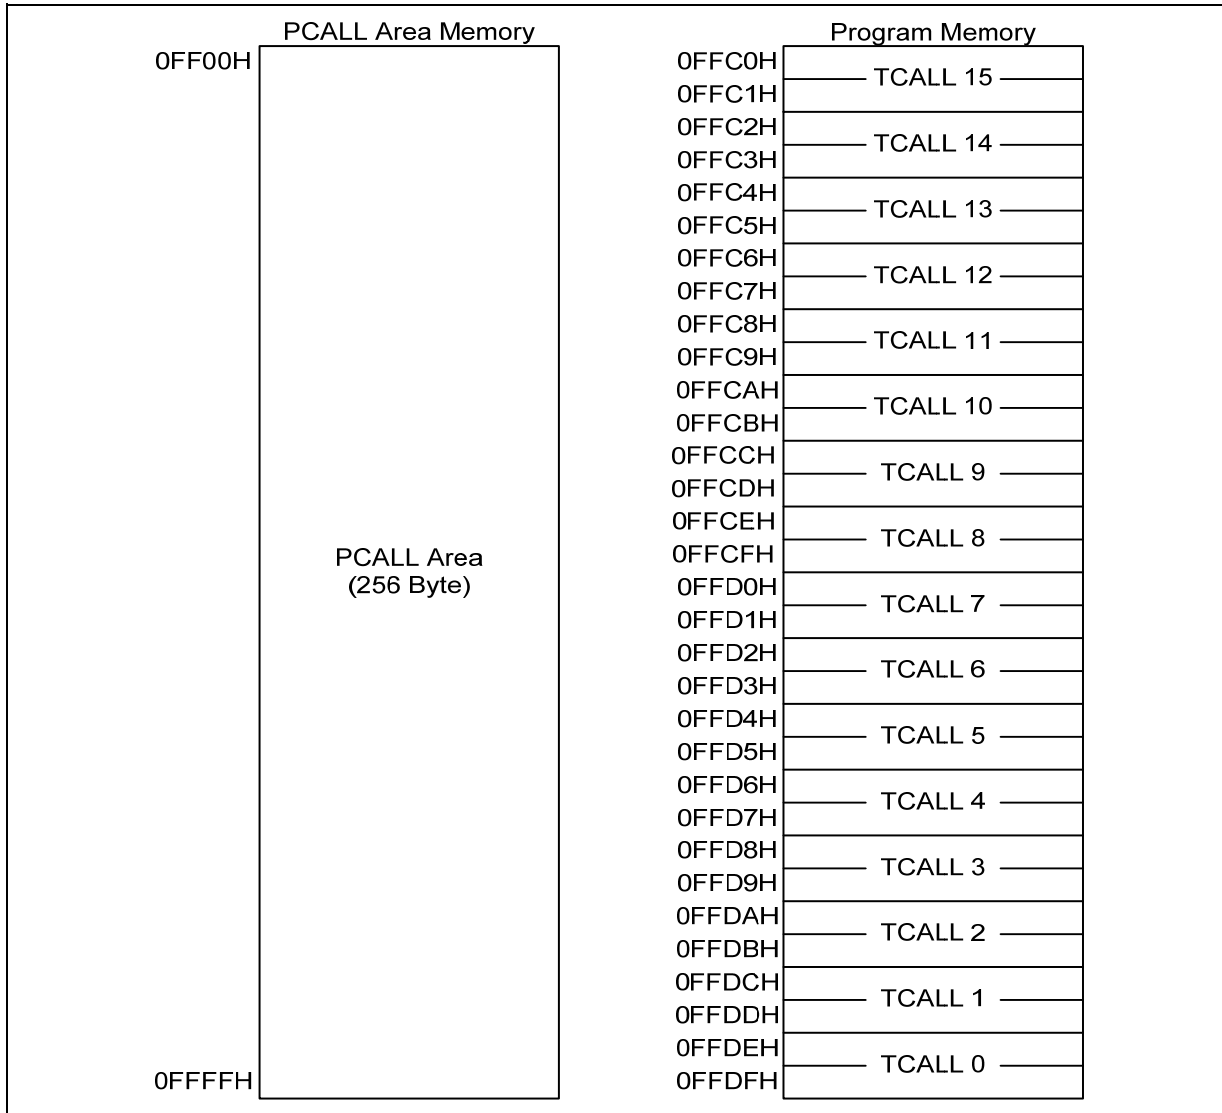 PCALL Area Memory
0FF00H
PCALL Area
(256 Byte)
0FFFFH
Program Memory
0FFC0H
TCALL 15
0FFC1H
0FFC2H
TCALL 14
0FFC3H
0FFC4H
TCALL 13
0FFC5H
0FFC6H
TCALL 12
0FFC7H
0FFC8H
TCALL 11
0FFC9H
0FFCAH
TCALL 10
0FFCBH
0FFCCH
TCALL 9
0FFCDH
0FFCEH
TCALL 8
0FFCFH
0FFD0H
TCALL 7
0FFD1H
0FFD2H
TCALL 6
0FFD3H
0FFD4H
TCALL 5
0FFD5H
0FFD6H
TCALL 4
0FFD7H
0FFD8H
TCALL 3
0FFD9H
0FFDAH
TCALL 2
0FFDBH
0FFDCH
TCALL 1
0FFDDH
0FFDEH
TCALL 0
0FFDFH